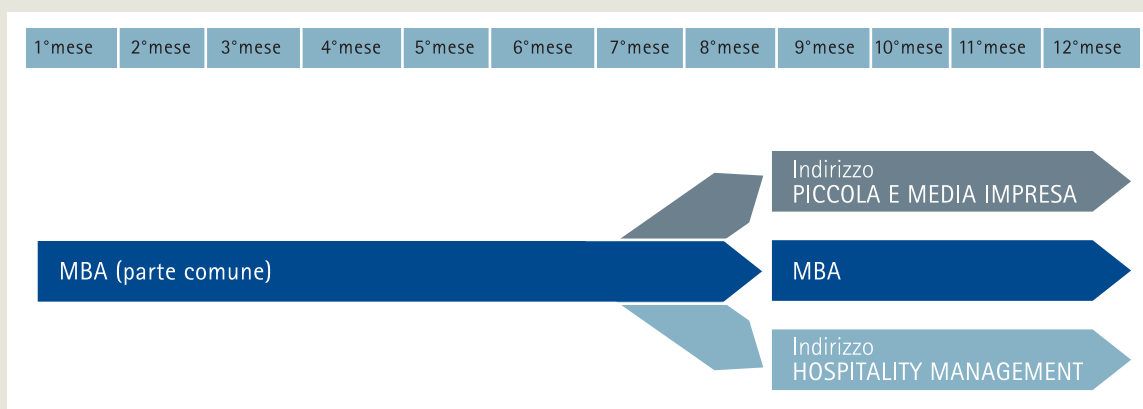 1°mese 2°mese 3°mese 4°mese 5°mese 6°mese 7°mese 8°mese 9°mese 10°mese 11°mese 12°mese
Indirizzo
PICCOLA E MEDIA IMPRESA
MBA (parte comune)
MBA
Indirizzo
HOSPITALITY MANAGEMENT